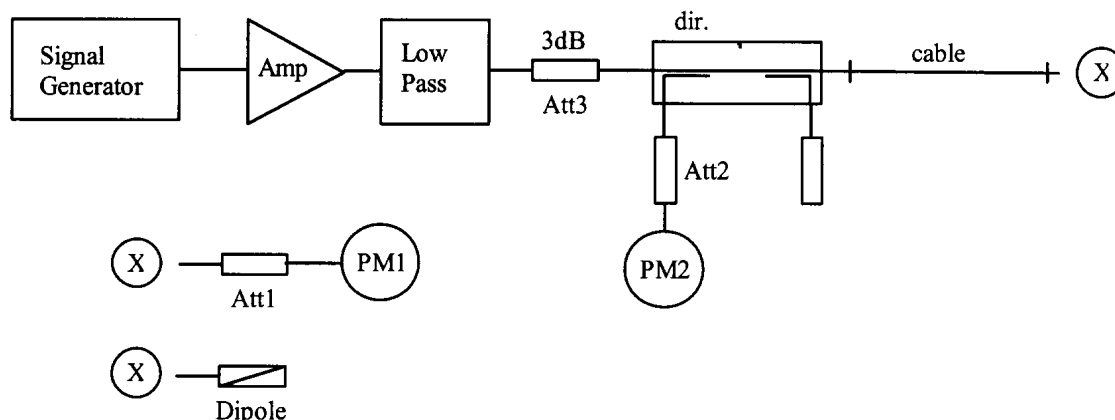 Signal
Generator
Amp
Low
Pass
3dB
Att3
dir.
cable
X
Att2
PM2
X
Att1
PM1
X
Dipole